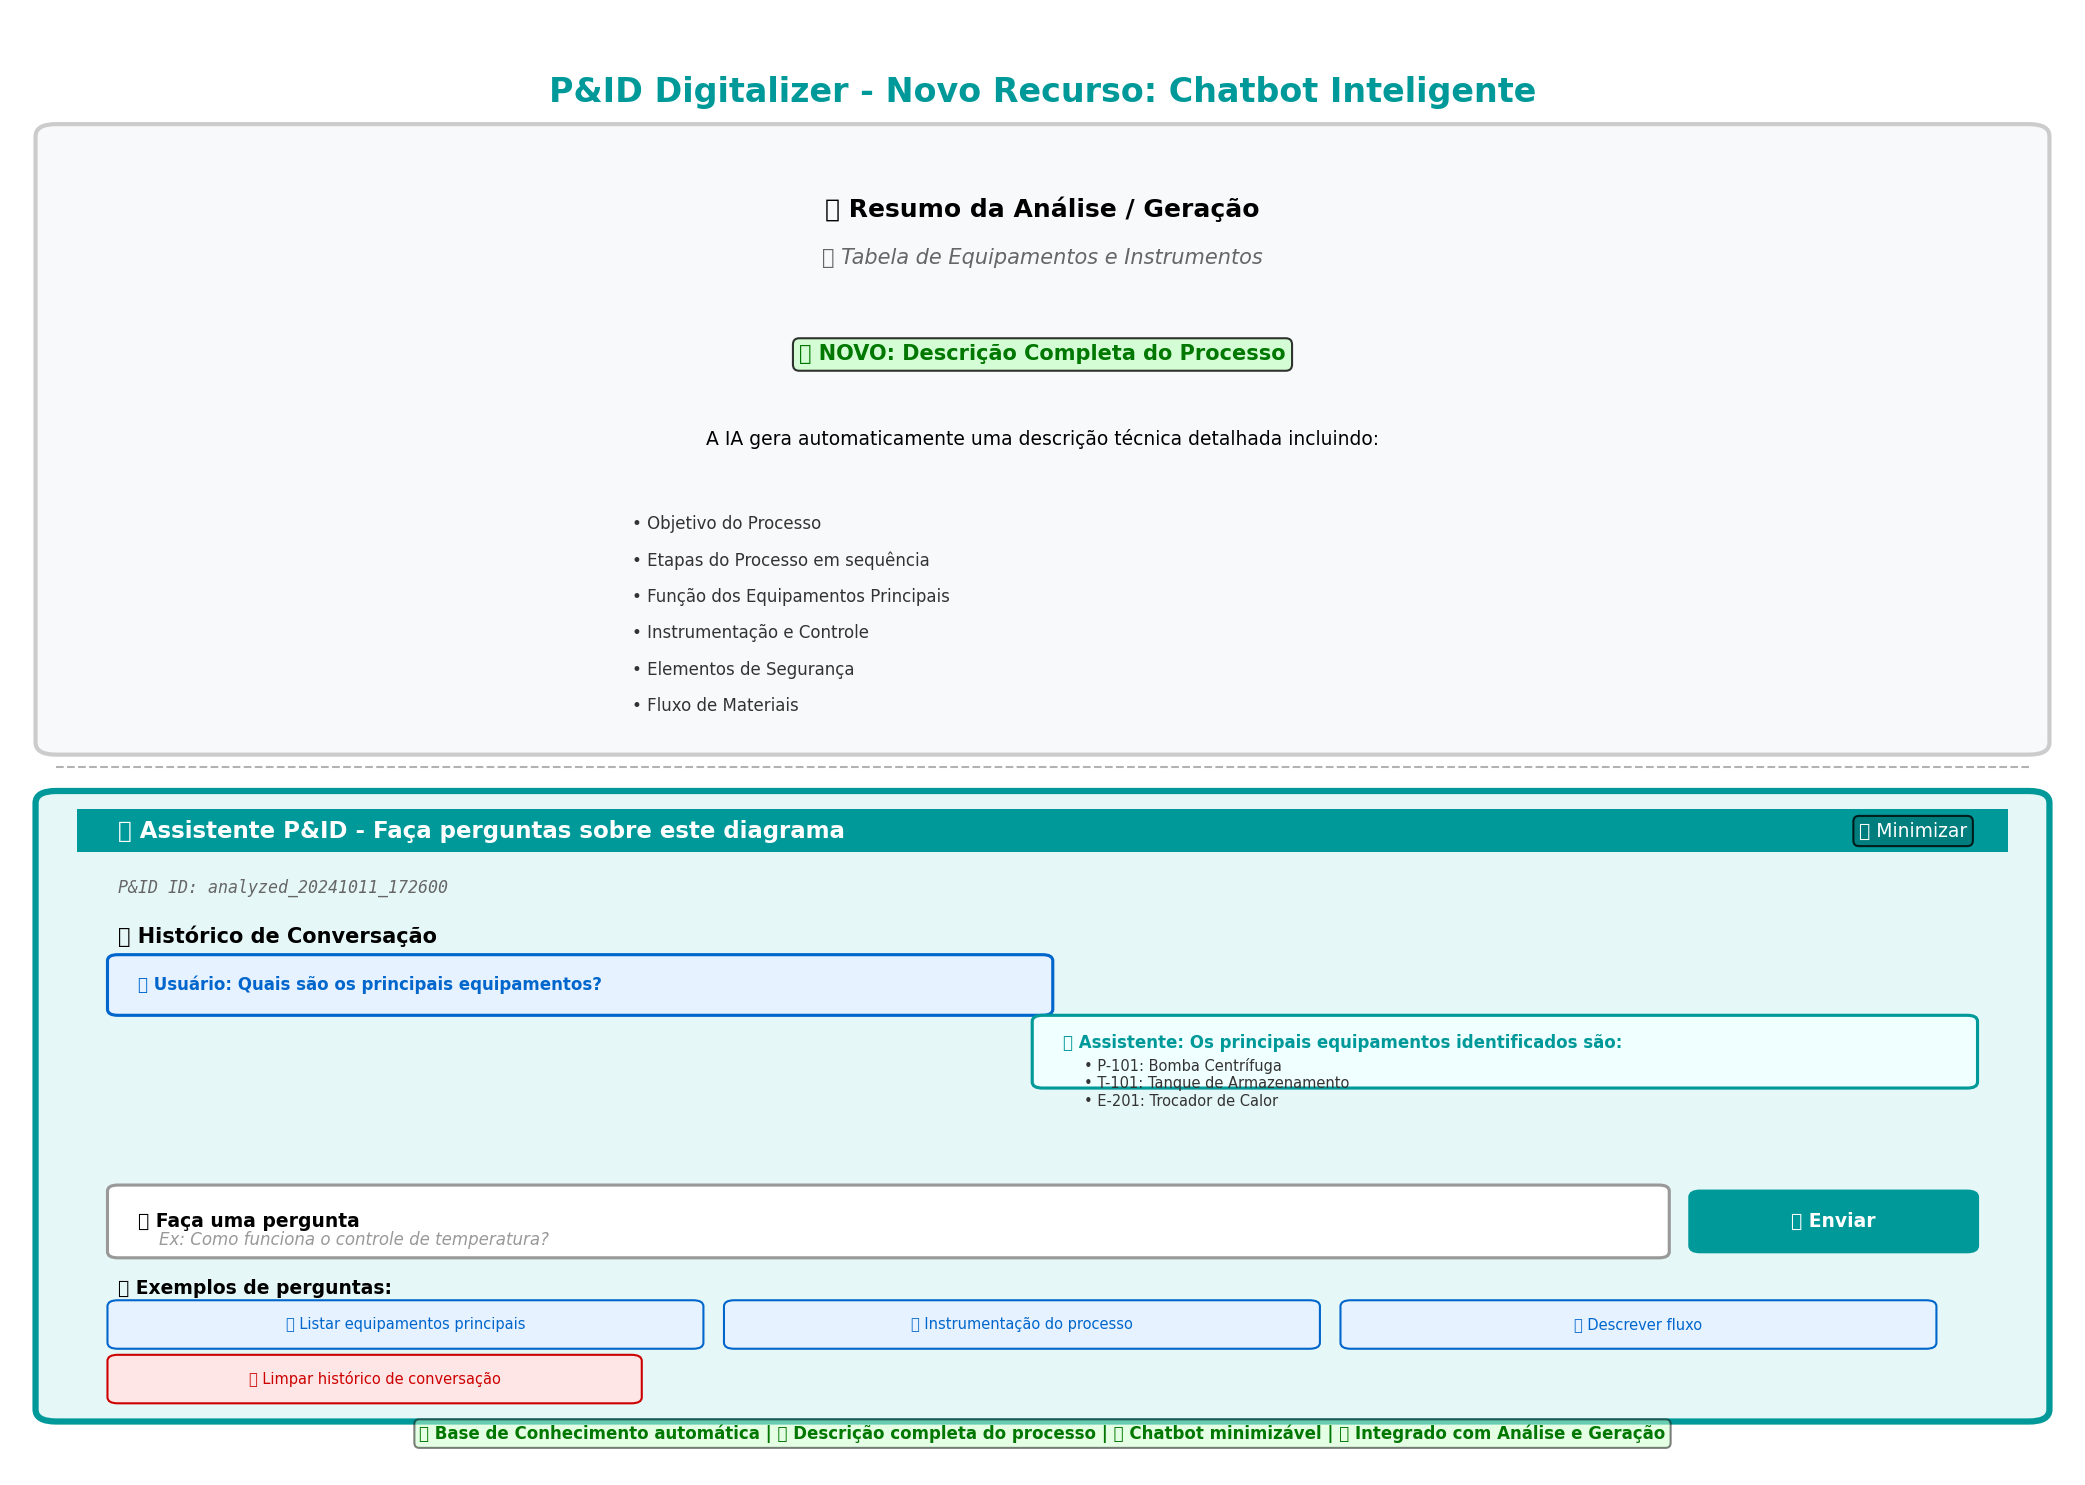 P&ID Digitalizer - Novo Recurso: Chatbot Inteligente
Resumo da Análise / Geração
Tabela de Equipamentos e Instrumentos
NOVO: Descrição Completa do Processo
A IA gera automaticamente uma descrição técnica detalhada incluindo:
• Objetivo do Processo
• Etapas do Processo em sequência
• Função dos Equipamentos Principais
• Instrumentação e Controle
• Elementos de Segurança
• Fluxo de Materiais
Assistente P&ID - Faça perguntas sobre este diagrama
Minimizar
P&ID ID: analyzed_20241011_172600
Histórico de Conversação
Usuário: Quais são os principais equipamentos?
Assistente: Os principais equipamentos identificados são:
• P-101: Bomba Centrífuga
• T-101: Tanque de Armazenamento
• E-201: Trocador de Calor
Faça uma pergunta
Ex: Como funciona o controle de temperatura?
Enviar
Exemplos de perguntas:
Listar equipamentos principais
Instrumentação do processo
Descrever fluxo
Limpar histórico de conversação
Base de Conhecimento automática | Descrição completa do processo | Chatbot minimizável | Integrado com Análise e Geração